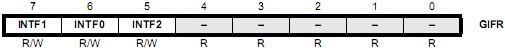 7 6 5 4 3 2 1 0
INTF1 INTF0 INTF2 – – – – – GIFR
R/W R/W R/W R R R R R